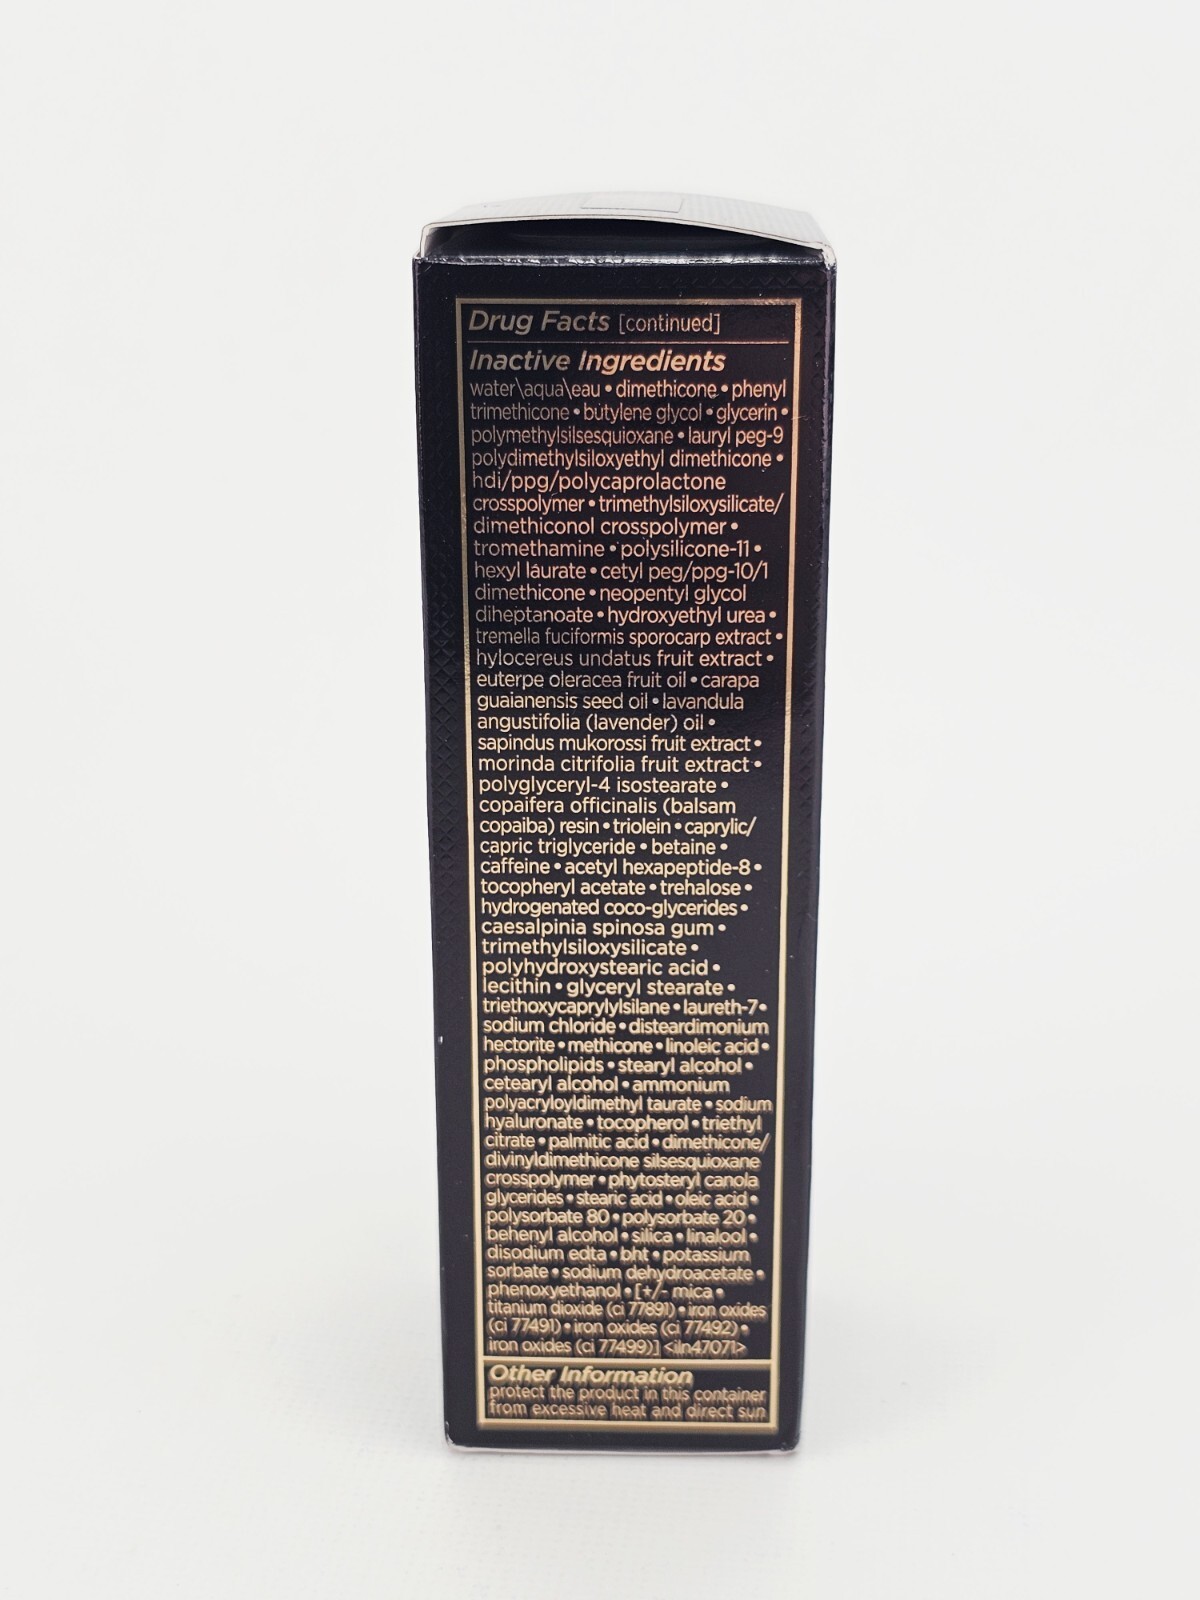 Drug Facts [continued]
Inactive Ingredients
water\aqua\eau • dimethicone • phenyl
trimethicone • butylene glycol • glycerin •
polymethylsilsesquioxane • lauryl peg-9
polydimethylsiloxyethyl dimethicone •
hdi/ppg/polycaprolactone
crosspolymer • trimethylsiloxysilicate/
dimethiconol crosspolymer •
tromethamine • polysilicone-11 •
hexyl laurate • cetyl peg/ppg-10/1
dimethicone • neopentyl glycol
diheptanoate • hydroxyethyl urea •
tremella fuciformis sporocarp extract •
hylocereus undatus fruit extract •
euterpe oleracea fruit oil • carapa
guaianensis seed oil • lavandula
angustifolia (lavender) oil •
sapindus mukorossi fruit extract •
morinda citrifolia fruit extract •
polyglyceryl-4 isostearate •
copaifera officinalis (balsam
copaiba) resin • triolein • caprylic/
capric triglyceride • betaine •
caffeine • acetyl hexapeptide-8 •
tocopheryl acetate • trehalose •
hydrogenated coco-glycerides •
caesalpinia spinosa gum •
trimethylsiloxysilicate •
polyhydroxystearic acid •
lecithin • glyceryl stearate •
triethoxycaprylylsilane • laureth-7 •
sodium chloride • disteardimonium
hectorite • methicone • linoleic acid •
phospholipids • stearyl alcohol •
cetearyl alcohol • ammonium
polyacryloyldimethyl taurate • sodium
hyaluronate • tocopherol • triethyl
citrate • palmitic acid • dimethicone/
divinyldimethicone silsesquioxane
crosspolymer • phytosteryl canola
glycerides • stearic acid • oleic acid •
polysorbate 80 • polysorbate 20 •
behenyl alcohol • silica • linalool •
disodium edta • bht • potassium
sorbate • sodium dehydroacetate •
phenoxyethanol • [+/- mica •
titanium dioxide (ci 77891) • iron oxides
(ci 77491) • iron oxides (ci 77492) •
iron oxides (ci 77499)] <iln47071>
Other Information
protect the product in this container
from excessive heat and direct sun